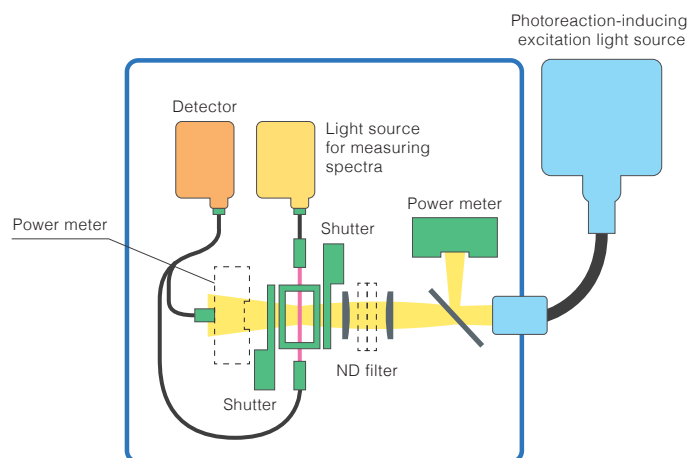 Photoreaction-inducing
excitation light source
Detector
Light source
for measuring
spectra
Power meter
Power meter
Shutter
ND filter
Shutter